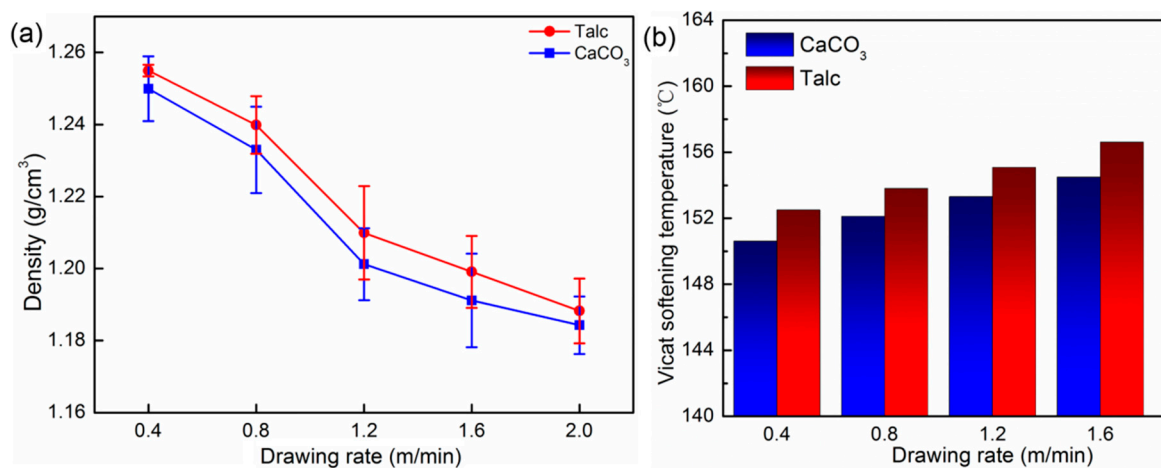 (a)
Talc
CaCO₃
1.26
1.24
1.22
1.20
1.18
1.16
Density (g/cm³)
0.4 0.8 1.2 1.6 2.0
Drawing rate (m/min)
(b)
CaCO₃
Talc
164
160
156
152
148
144
140
Vicat softening temperature (℃)
0.4 0.8 1.2 1.6
Drawing rate (m/min)